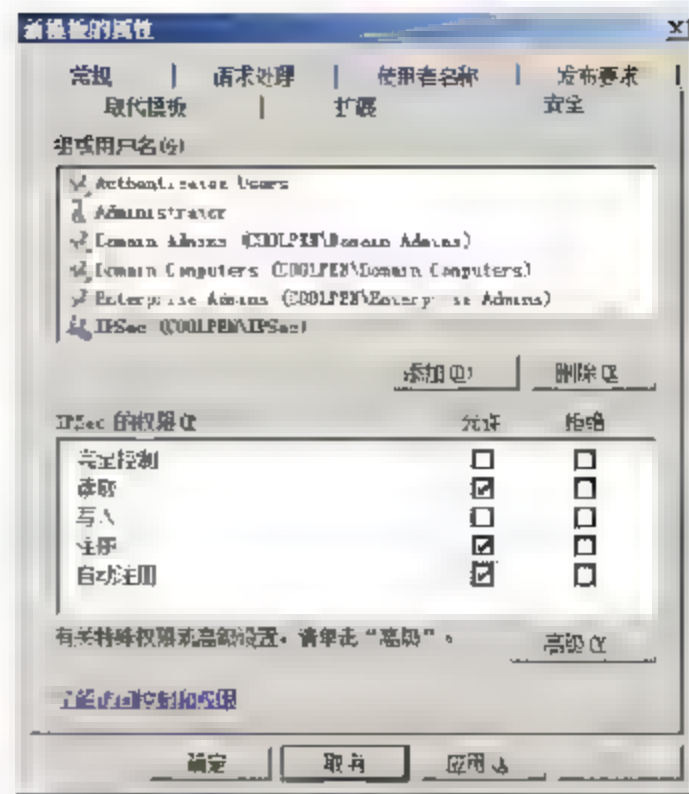 新模板的属性
常规 请求处理 使用者名称 发布要求
取代模板 扩展 安全
组或用户名(G)
Authenticated Users
Administrator
Domain Admins (COOLPEN\Domain Admins)
Domain Computers (COOLPEN\Domain Computers)
Enterprise Admins (COOLPEN\Enterprise Admins)
IPSec (COOLPEN\IPSec)
添加(D) 删除(R)
IPSec 的权限(P) 允许 拒绝
完全控制
读取
写入
注册
自动注册
有关特殊权限或高级设置，请单击“高级”。
高级(V)
了解访问控制和权限
确定 取消 应用(A)